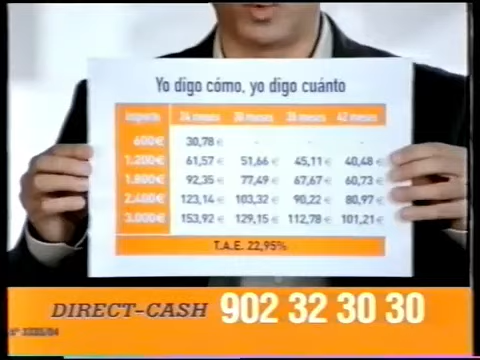 Yo digo cómo, yo digo cuánto
Importe 24 meses 30 meses 36 meses 42 meses
600€ 30,78 € - - -
1.200€ 61,57 € 51,66 € 45,11 € 40,48 €
1.800€ 92,35 € 77,49 € 67,67 € 60,73 €
2.400€ 123,14 € 103,32 € 90,22 € 80,97 €
3.000€ 153,92 € 129,15 € 112,78 € 101,21 €
T.A.E. 22,95%
DIRECT-CASH 902 32 30 30